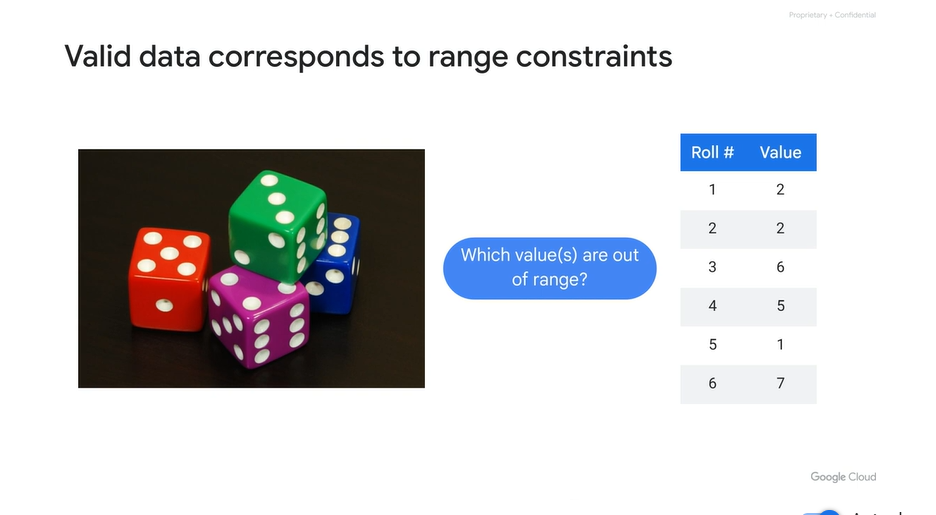 Proprietary + Confidential
Valid data corresponds to range constraints
Roll # Value
1 2
2 2
Which value(s) are out
of range?
3 6
4 5
5 1
6 7
Google Cloud